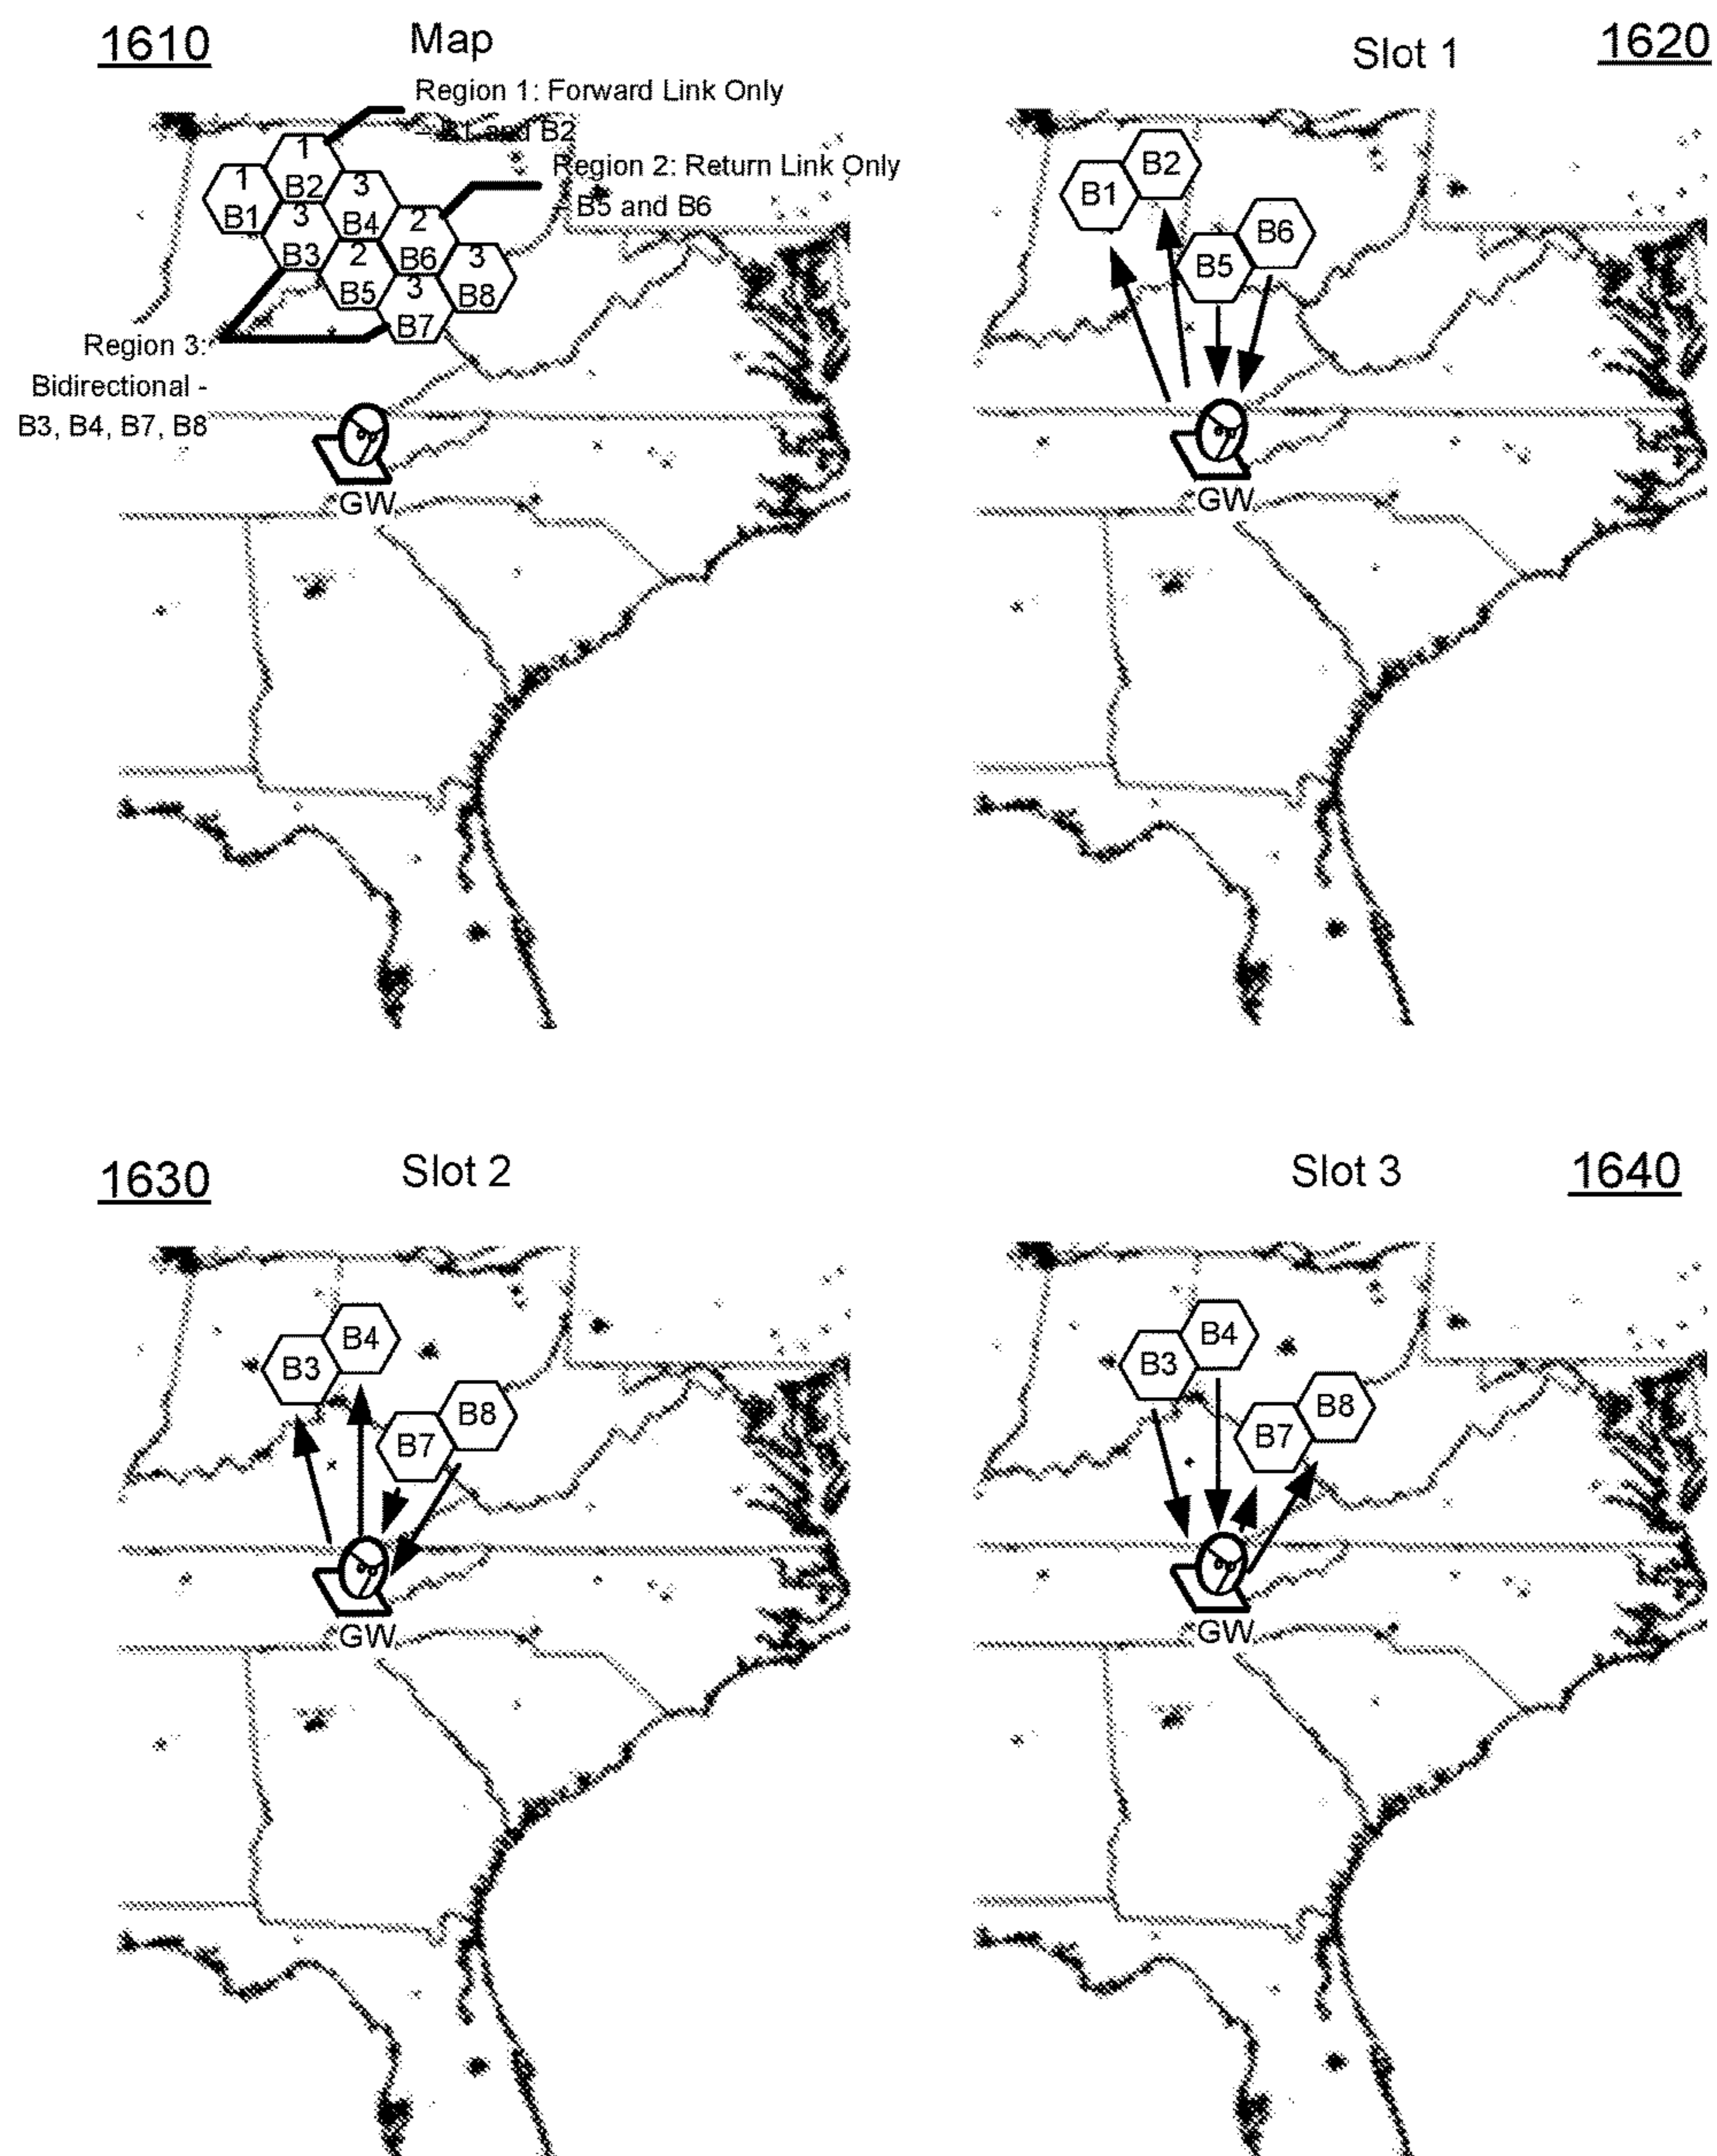 1610
Map
Region 1: Forward Link Only
– B1 and B2
Region 2: Return Link Only
– B5 and B6
1
B2
1
B1
3
B4
3
B3
2
B6
2
B5
3
B8
3
B7
Region 3:
Bidirectional -
B3, B4, B7, B8
GW
Slot 1
1620
B2
B1
B6
B5
GW
1630
Slot 2
B4
B3
B8
B7
GW
Slot 3
1640
B4
B3
B8
B7
GW